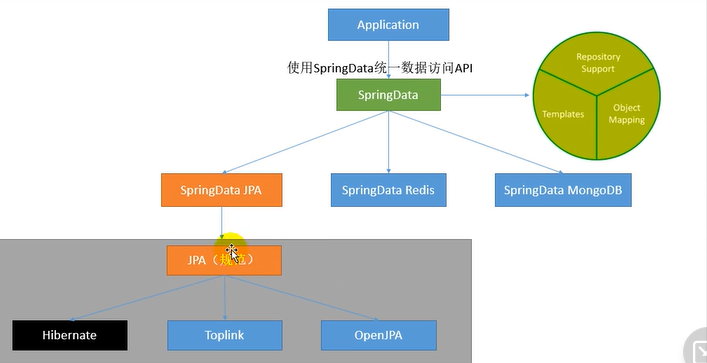 Application
使用SpringData统一数据访问API
SpringData
Repository
Support
Templates
Object
Mapping
SpringData JPA
SpringData Redis
SpringData MongoDB
JPA（规范）
Hibernate
Toplink
OpenJPA